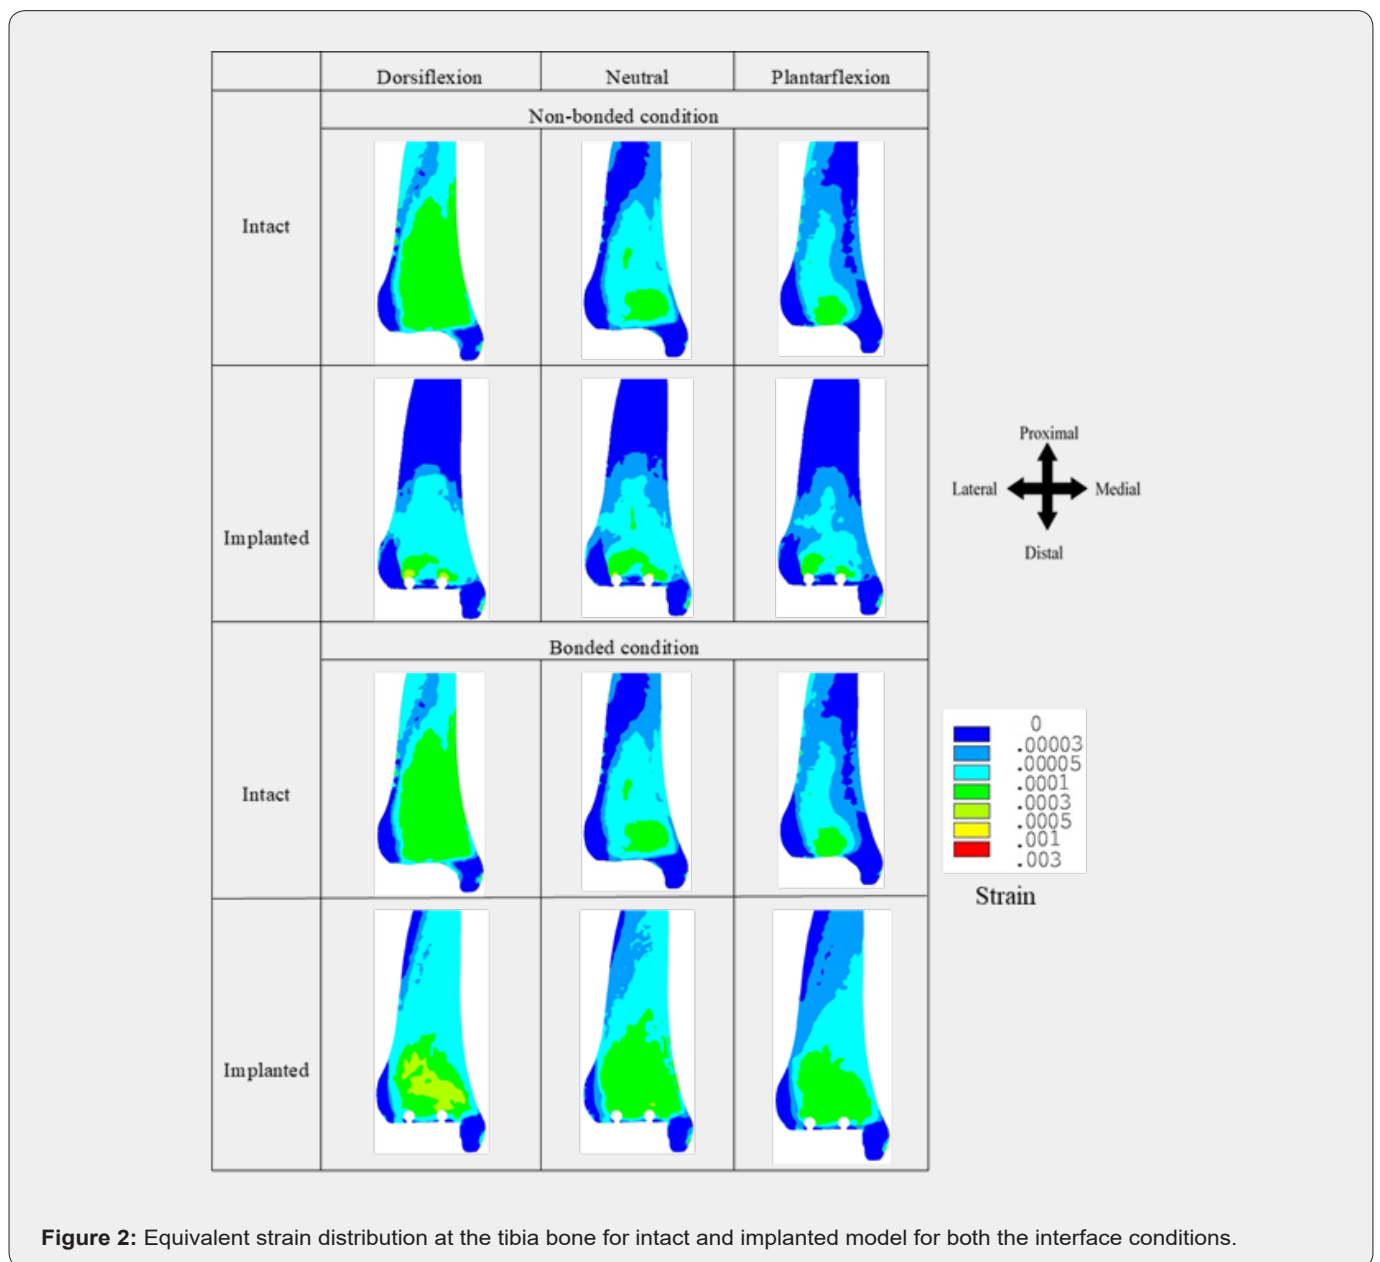 Dorsiflexion Neutral Plantarflexion
Non-bonded condition
Intact
Implanted
Bonded condition
Intact
Implanted
Proximal
Lateral Medial
Distal
0
.00003
.00005
.0001
.0003
.0005
.001
.003
Strain
Figure 2: Equivalent strain distribution at the tibia bone for intact and implanted model for both the interface conditions.